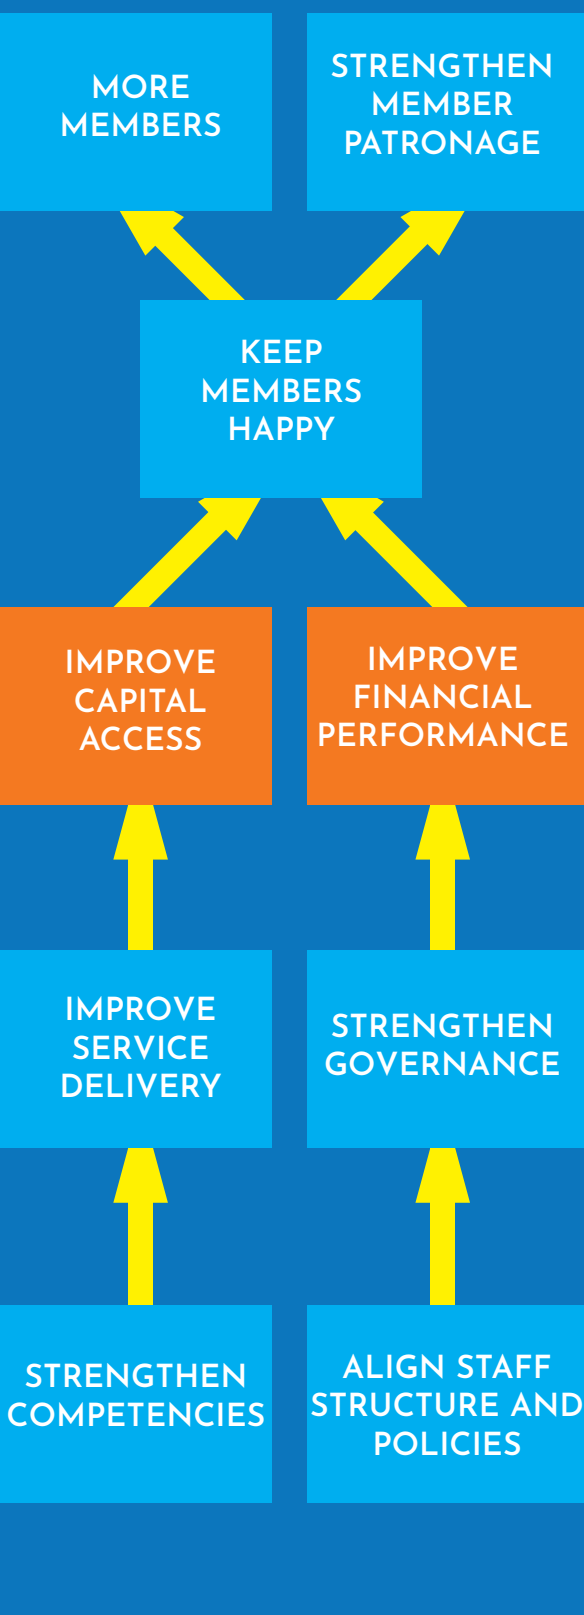 MORE
MEMBERS
STRENGTHEN
MEMBER
PATRONAGE
KEEP
MEMBERS
HAPPY
IMPROVE
CAPITAL
ACCESS
IMPROVE
FINANCIAL
PERFORMANCE
IMPROVE
SERVICE
DELIVERY
STRENGTHEN
GOVERNANCE
STRENGTHEN
COMPETENCIES
ALIGN STAFF
STRUCTURE AND
POLICIES